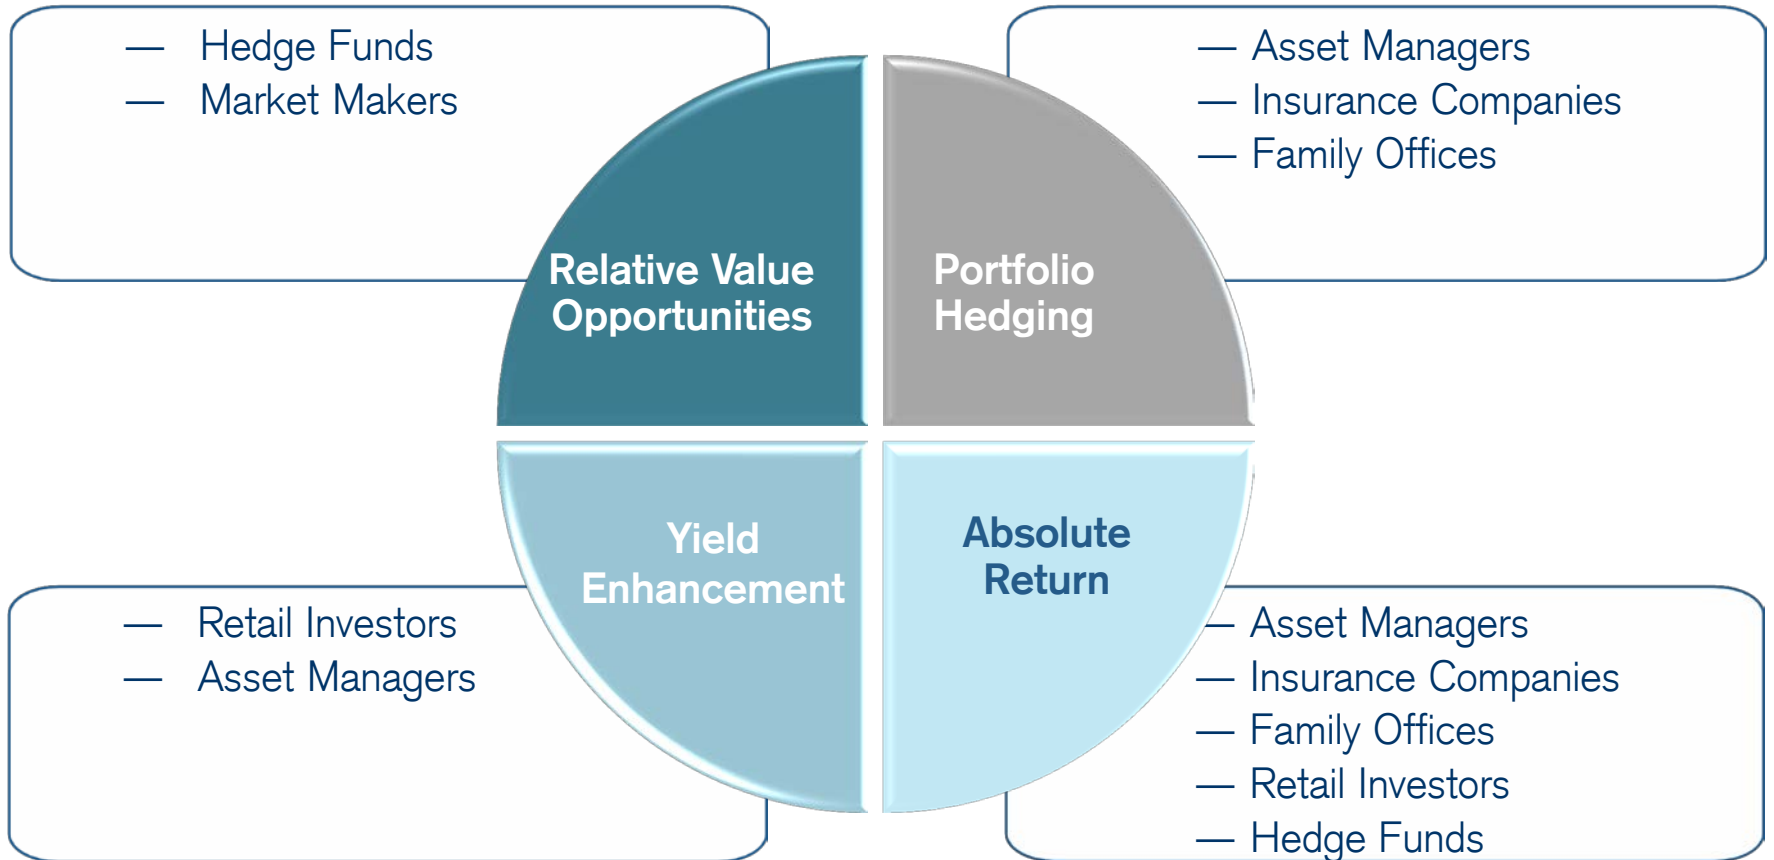 — Hedge Funds
— Market Makers
— Asset Managers
— Insurance Companies
— Family Offices
Relative Value
Opportunities
Portfolio
Hedging
Yield
Enhancement
Absolute
Return
— Retail Investors
— Asset Managers
— Asset Managers
— Insurance Companies
— Family Offices
— Retail Investors
— Hedge Funds